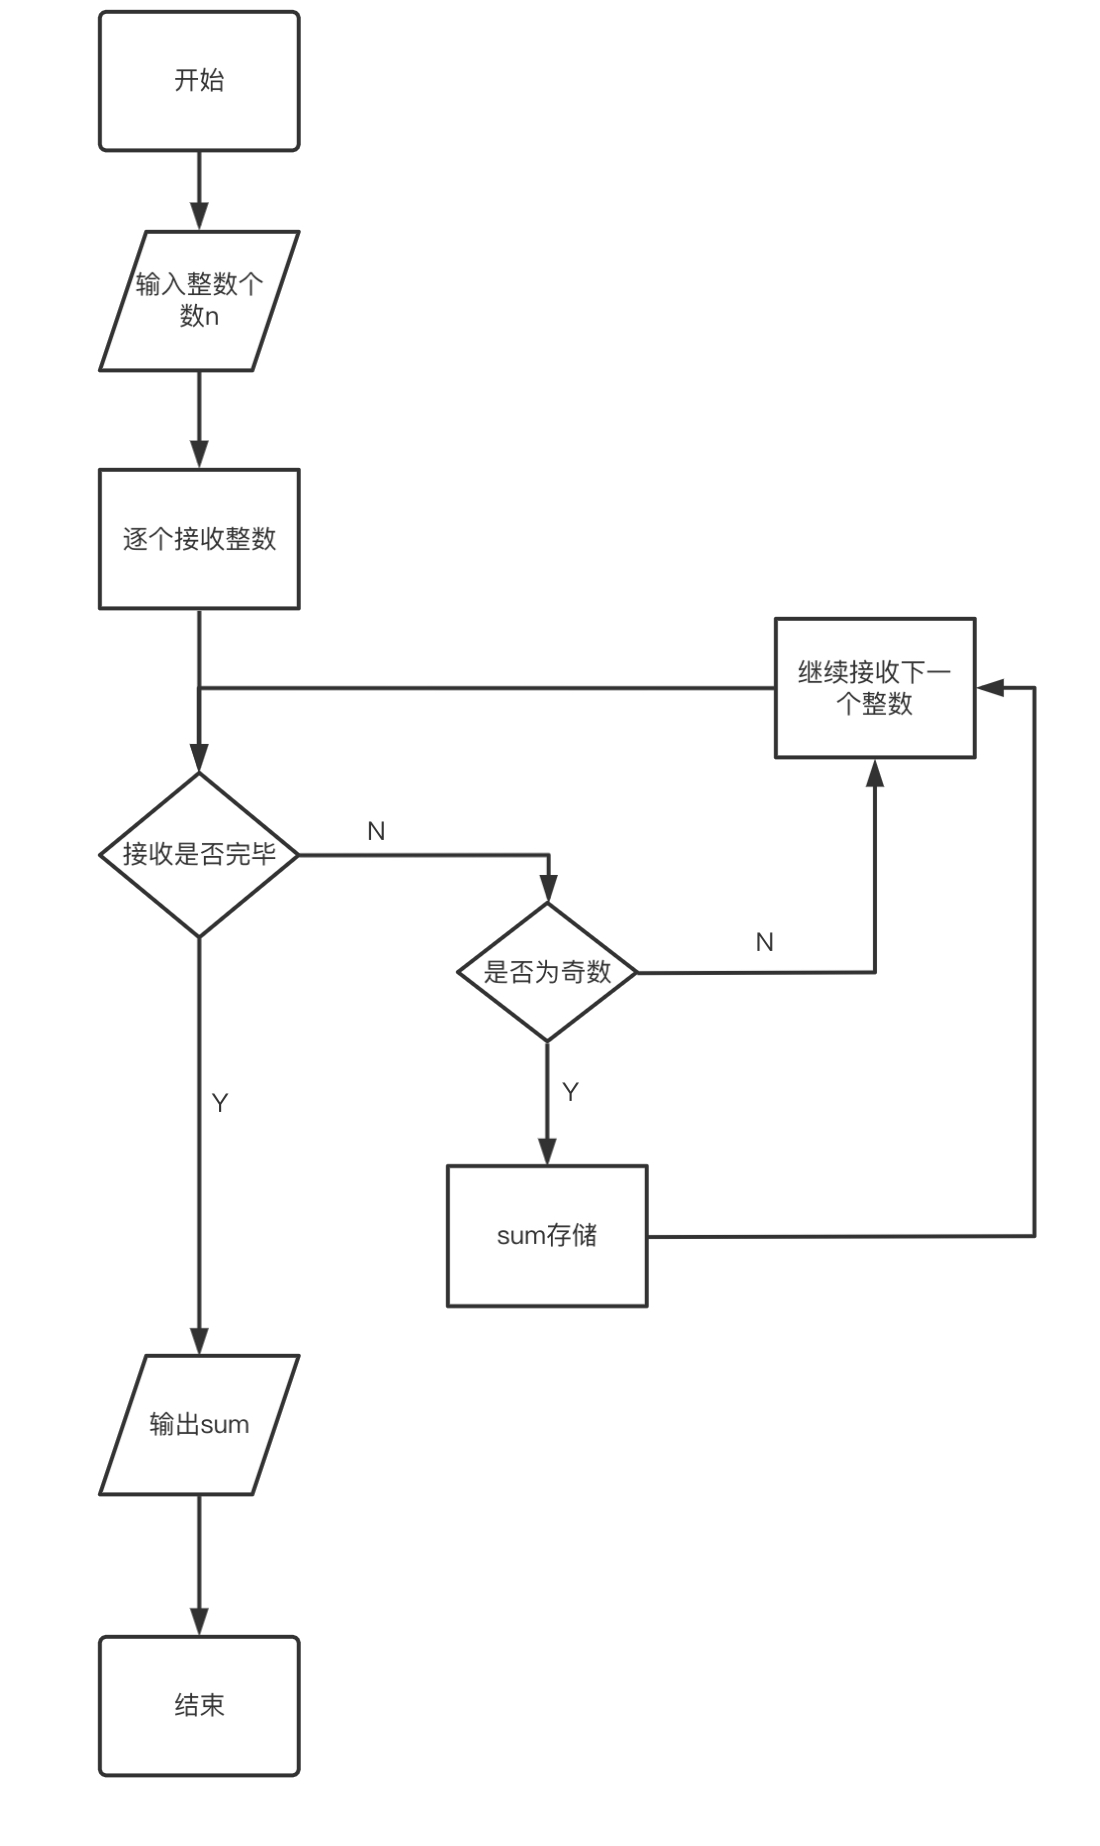 开始
输入整数个
数n
逐个接收整数
继续接收下一
个整数
接收是否完毕
N
是否为奇数
N
Y
Y
sum存储
输出sum
结束